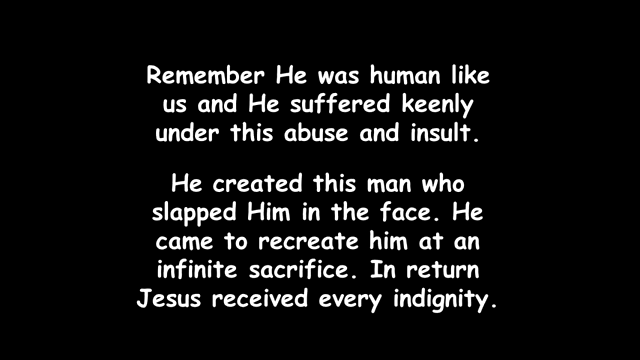 Remember He was human like
us and He suffered keenly
under this abuse and insult.
He created this man who
slapped Him in the face. He
came to recreate him at an
infinite sacrifice. In return
Jesus received every indignity.